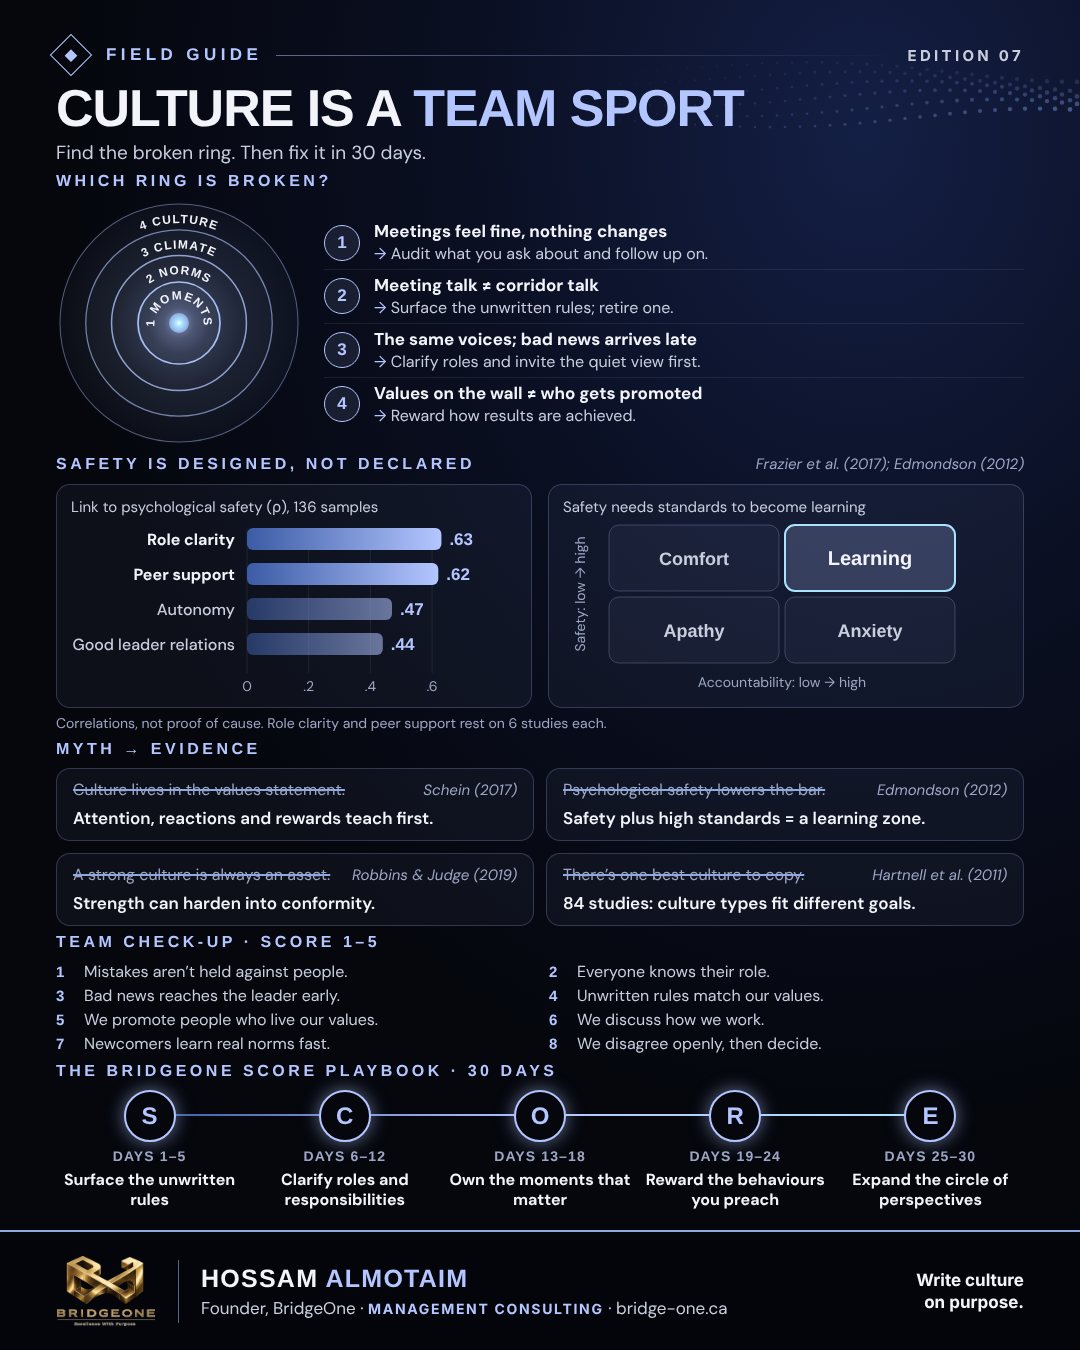 FIELD GUIDE
EDITION 07
CULTURE IS A TEAM SPORT
Find the broken ring. Then fix it in 30 days.
WHICH RING IS BROKEN?
4 CULTURE
3 CLIMATE
2 NORMS
1 MOMENTS
1
Meetings feel fine, nothing changes
→ Audit what you ask about and follow up on.
2
Meeting talk ≠ corridor talk
→ Surface the unwritten rules; retire one.
3
The same voices; bad news arrives late
→ Clarify roles and invite the quiet view first.
4
Values on the wall ≠ who gets promoted
→ Reward how results are achieved.
SAFETY IS DESIGNED, NOT DECLARED
Frazier et al. (2017); Edmondson (2012)
Link to psychological safety (ρ), 136 samples
Role clarity .63
Peer support .62
Autonomy .47
Good leader relations .44
0 .2 .4 .6
Safety needs standards to become learning
Safety: low → high
Comfort Learning
Apathy Anxiety
Accountability: low → high
Correlations, not proof of cause. Role clarity and peer support rest on 6 studies each.
MYTH → EVIDENCE
Culture lives in the values statement. Schein (2017)
Attention, reactions and rewards teach first.
Psychological safety lowers the bar. Edmondson (2012)
Safety plus high standards = a learning zone.
A strong culture is always an asset. Robbins & Judge (2019)
Strength can harden into conformity.
There’s one best culture to copy. Hartnell et al. (2011)
84 studies: culture types fit different goals.
TEAM CHECK-UP · SCORE 1–5
1 Mistakes aren’t held against people.
2 Everyone knows their role.
3 Bad news reaches the leader early.
4 Unwritten rules match our values.
5 We promote people who live our values.
6 We discuss how we work.
7 Newcomers learn real norms fast.
8 We disagree openly, then decide.
THE BRIDGEONE SCORE PLAYBOOK · 30 DAYS
S
DAYS 1–5
Surface the unwritten
rules
C
DAYS 6–12
Clarify roles and
responsibilities
O
DAYS 13–18
Own the moments that
matter
R
DAYS 19–24
Reward the behaviours
you preach
E
DAYS 25–30
Expand the circle of
perspectives
BRIDGEONE
Excellence With Purpose
HOSSAM ALMOTAIM
Founder, BridgeOne · MANAGEMENT CONSULTING · bridge-one.ca
Write culture
on purpose.